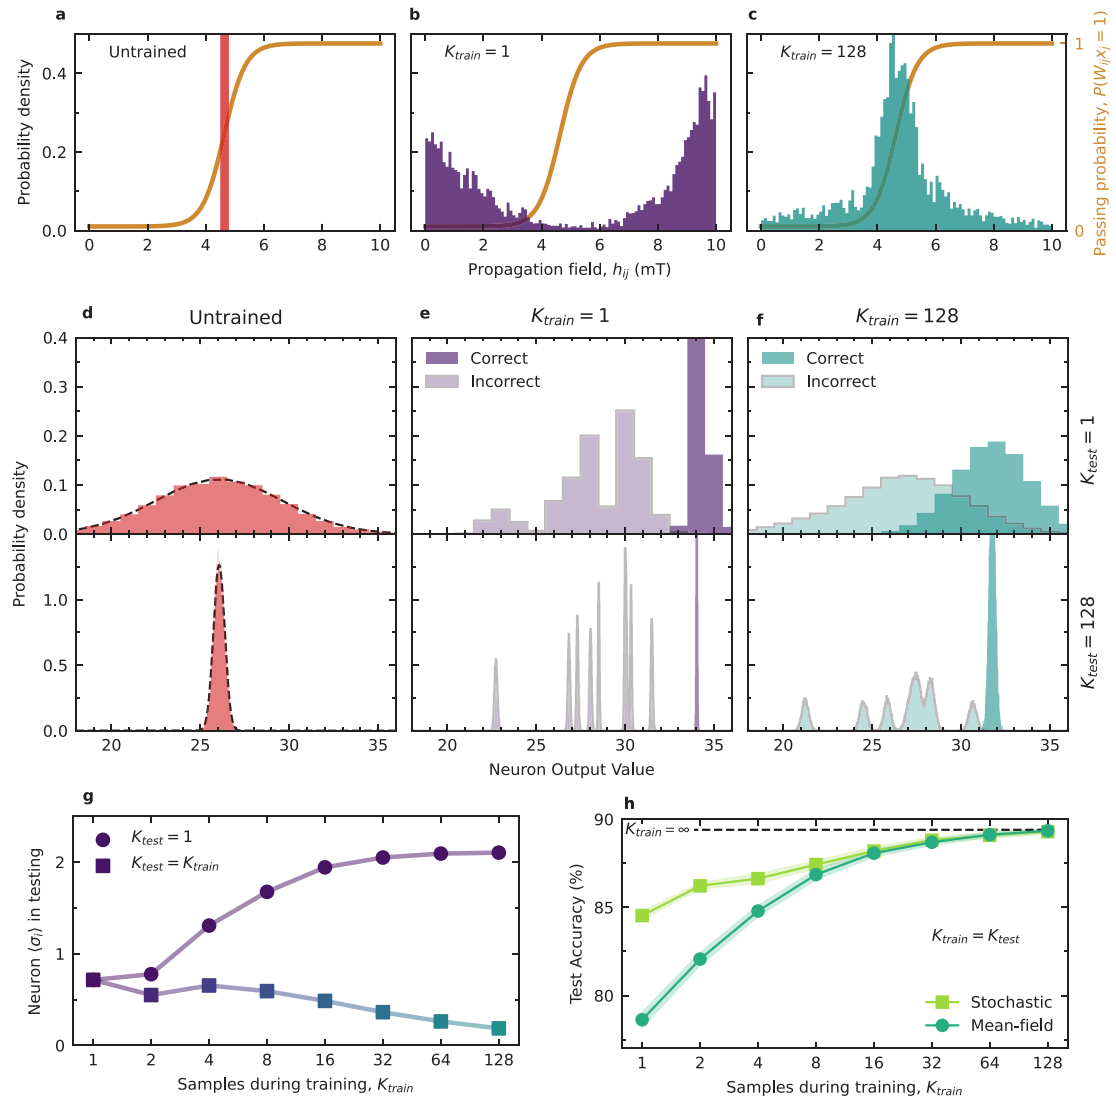 a
b
c
Untrained
K_train = 1
K_train = 128
Probability density
0.0
0.2
0.4
0
2
4
6
8
10
0
2
4
6
8
10
0
2
4
6
8
10
0
1
Passing probability, P(W_ij x_j = 1)
Propagation field, h_ij (mT)
d
Untrained
e
K_train = 1
f
K_train = 128
Correct
Incorrect
Correct
Incorrect
0.4
0.3
0.2
0.1
0.0
Probability density
K_test = 1
1.0
0.5
0.0
Probability density
K_test = 128
20
25
30
35
20
25
30
35
20
25
30
35
Neuron Output Value
g
K_test = 1
K_test = K_train
Neuron ⟨σ_i⟩ in testing
2
1
0
1
2
4
8
16
32
64
128
Samples during training, K_train
h
K_train = ∞
K_train = K_test
Stochastic
Mean-field
Test Accuracy (%)
90
85
80
1
2
4
8
16
32
64
128
Samples during training, K_train